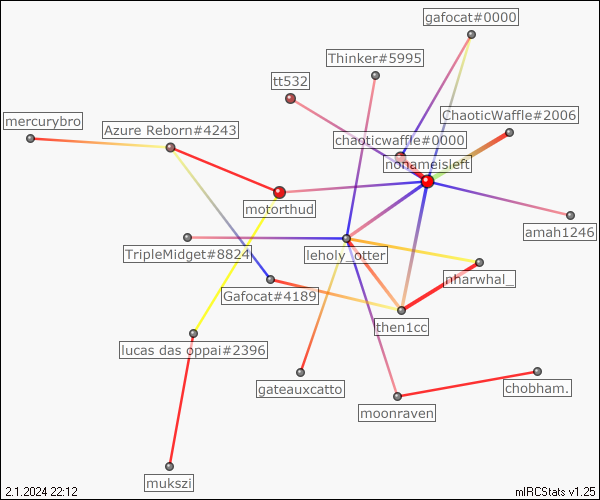 gafocat#0000
Thinker#5995
tt532
ChaoticWaffle#2006
mercurybro
Azure Reborn#4243
chaoticwaffle#0000
nonameisleft
motorthud
amah1246
TripleMidget#8824
leholy_otter
nharwhal_
Gafocat#4189
then1cc
lucas das oppai#2396
gateauxcatto
chobham.
moonraven
mukszi
2.1.2024 22:12
mIRCStats v1.25